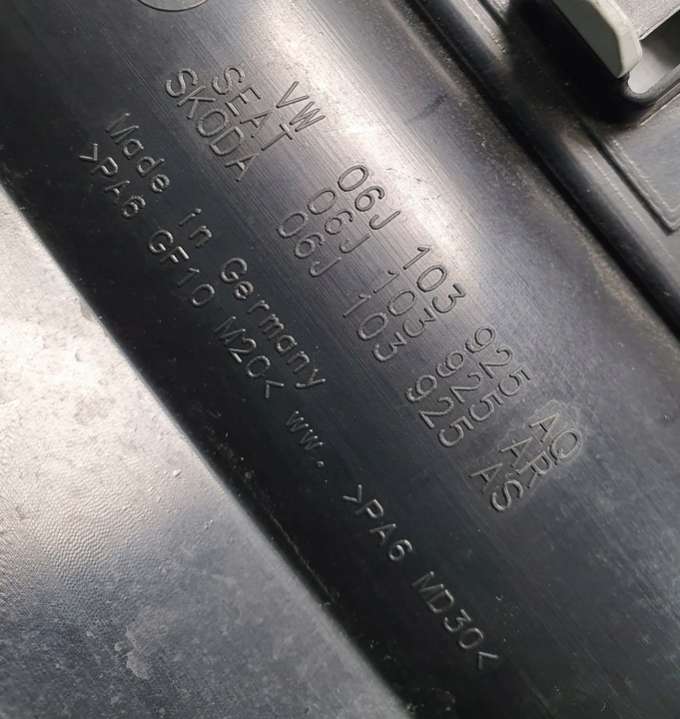 VW 06J 103 925 AQ
SEAT 06J 103 925 AR
SKODA 06J 103 925 AS
Made in Germany
>PA6 GF10 M20< ww. >PA6 MD30<